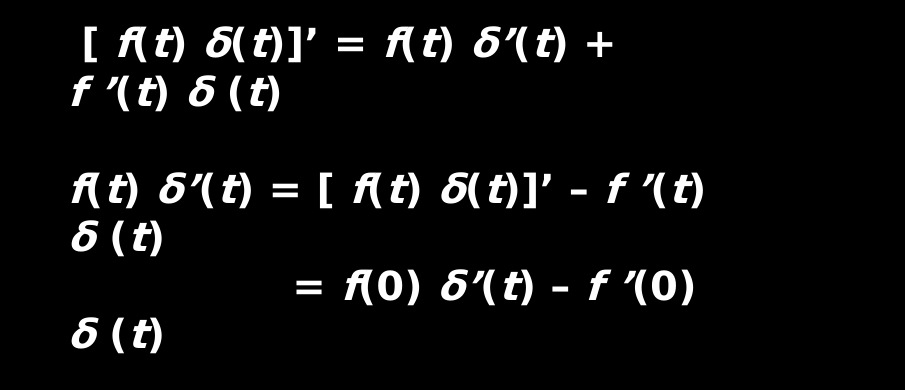 [ f(t) δ(t)]’ = f(t) δ’(t) +
f ’(t) δ (t)
f(t) δ’(t) = [ f(t) δ(t)]’ – f ’(t)
δ (t)
= f(0) δ’(t) – f ’(0)
δ (t)